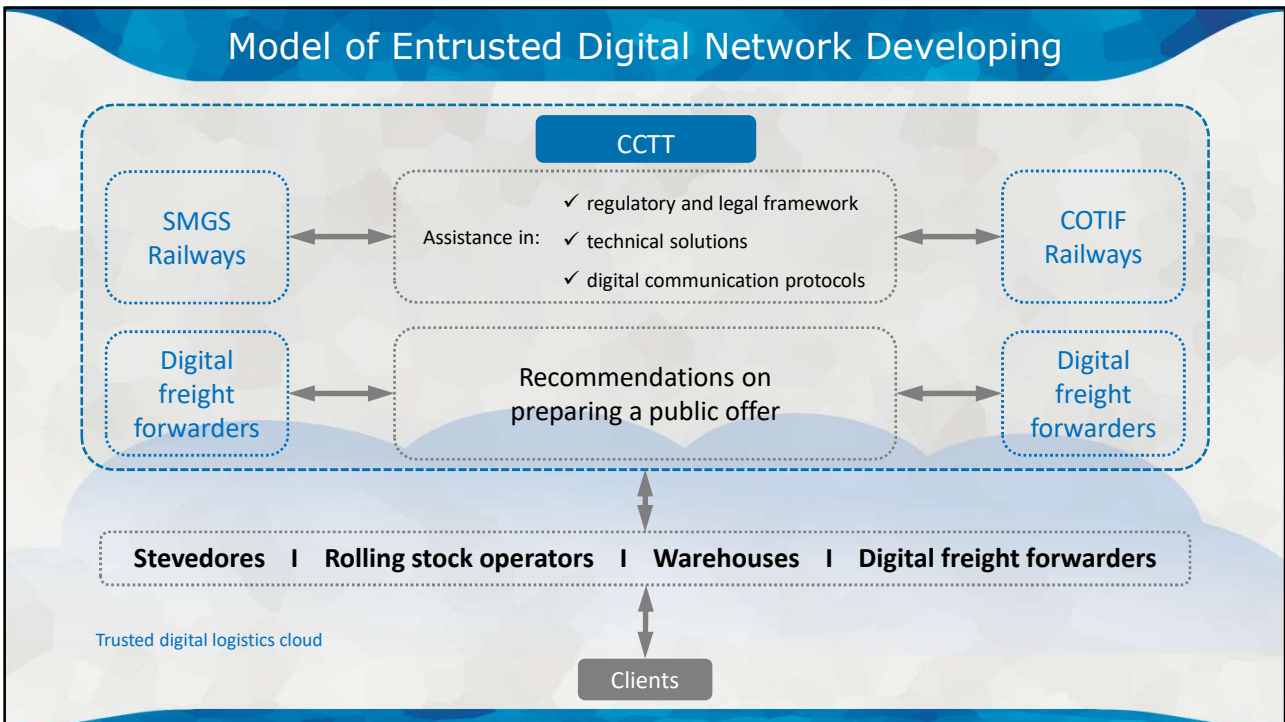 Model of Entrusted Digital Network Developing
CCTT
SMGS
Railways
Assistance in:
✓ regulatory and legal framework
✓ technical solutions
✓ digital communication protocols
COTIF
Railways
Digital
freight
forwarders
Recommendations on
preparing a public offer
Digital
freight
forwarders
Stevedores I Rolling stock operators I Warehouses I Digital freight forwarders
Trusted digital logistics cloud
Clients